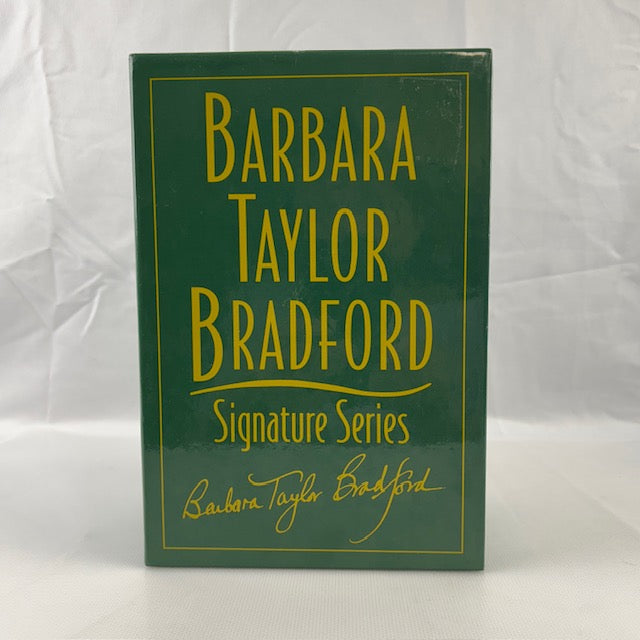 BARBARA
TAYLOR
BRADFORD
Signature Series
Barbara Taylor Bradford